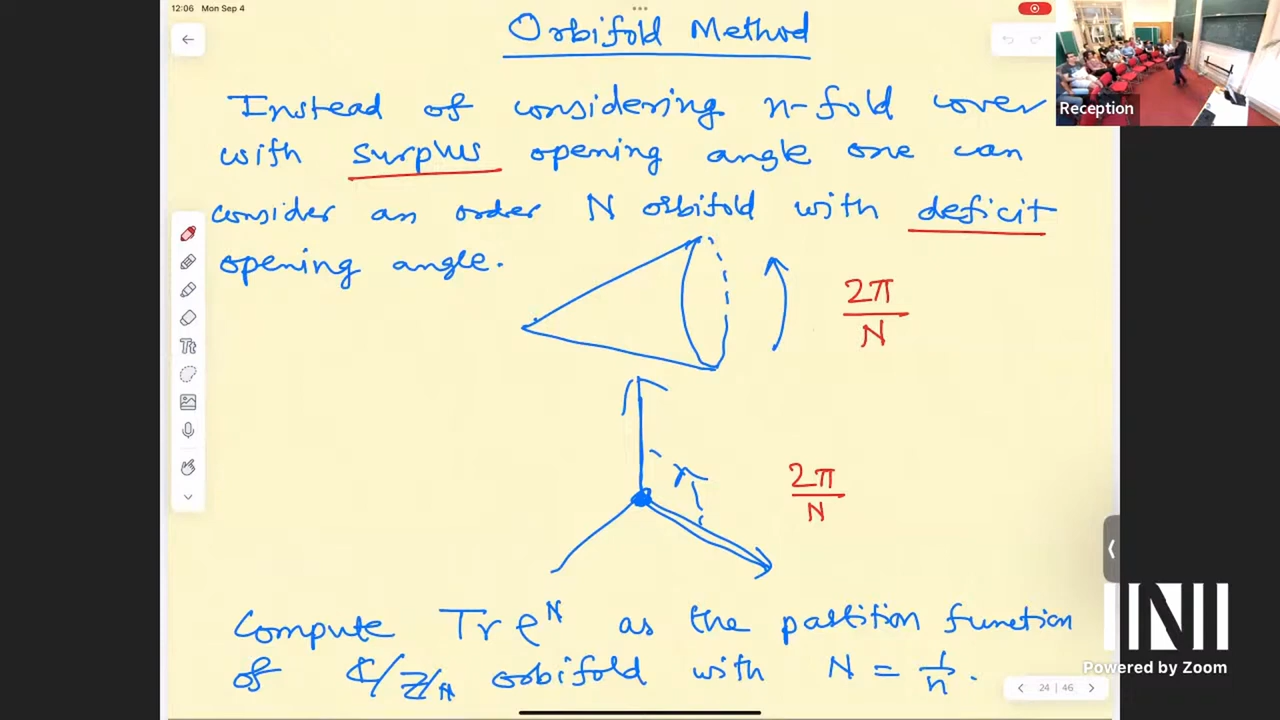 12:06 Mon Sep 4
Orbifold Method
Instead of considering n-fold cover
with surplus opening angle one can
consider an order N orbifold with deficit
opening angle.
2π
N
2π
N
Compute Tr ρ^N as the partition function
of ℂ/Z/N orbifold with N = 1/n.
Tt
24 | 46
Reception
INI
Powered by Zoom